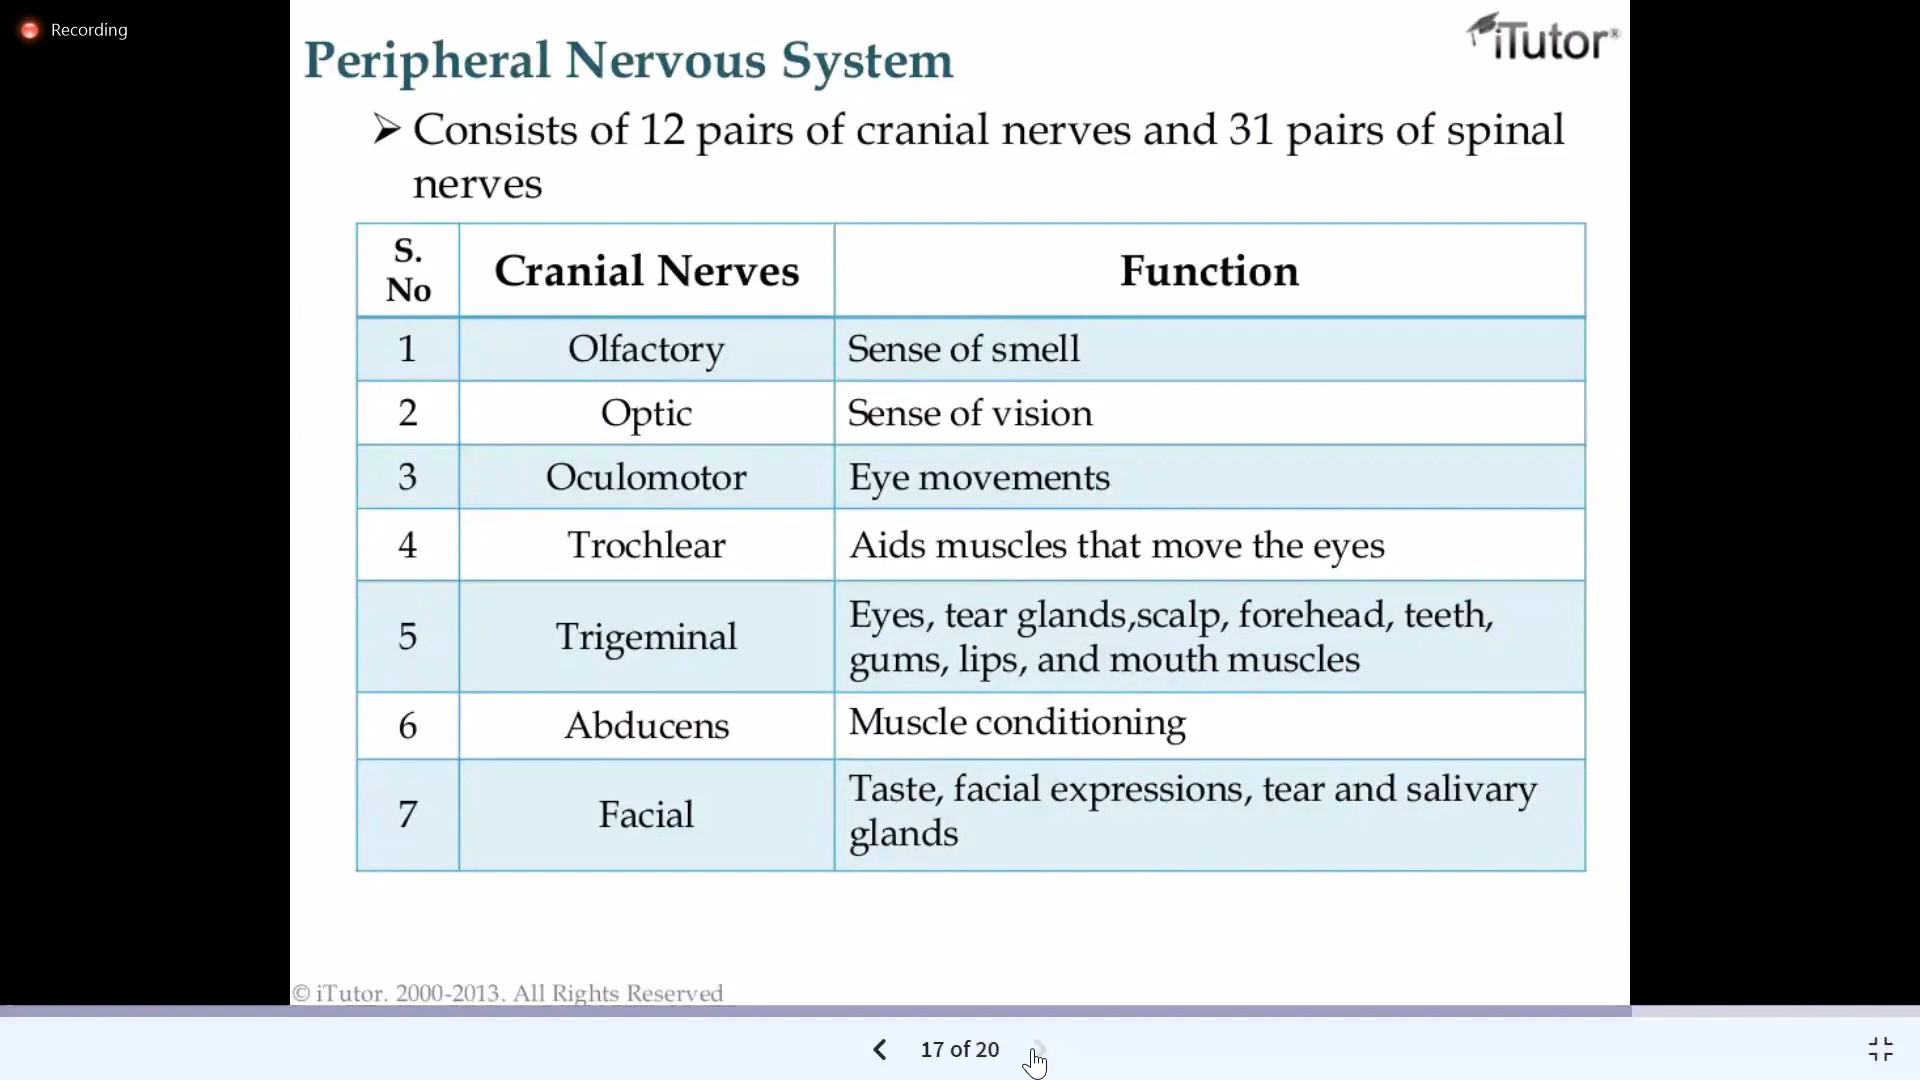 Recording
iTutor®
Peripheral Nervous System
➢ Consists of 12 pairs of cranial nerves and 31 pairs of spinal
nerves
S.
No
Cranial Nerves
Function
1 Olfactory Sense of smell
2 Optic Sense of vision
3 Oculomotor Eye movements
4 Trochlear Aids muscles that move the eyes
5 Trigeminal Eyes, tear glands,scalp, forehead, teeth,
gums, lips, and mouth muscles
6 Abducens Muscle conditioning
7 Facial Taste, facial expressions, tear and salivary
glands
© iTutor. 2000-2013. All Rights Reserved
17 of 20